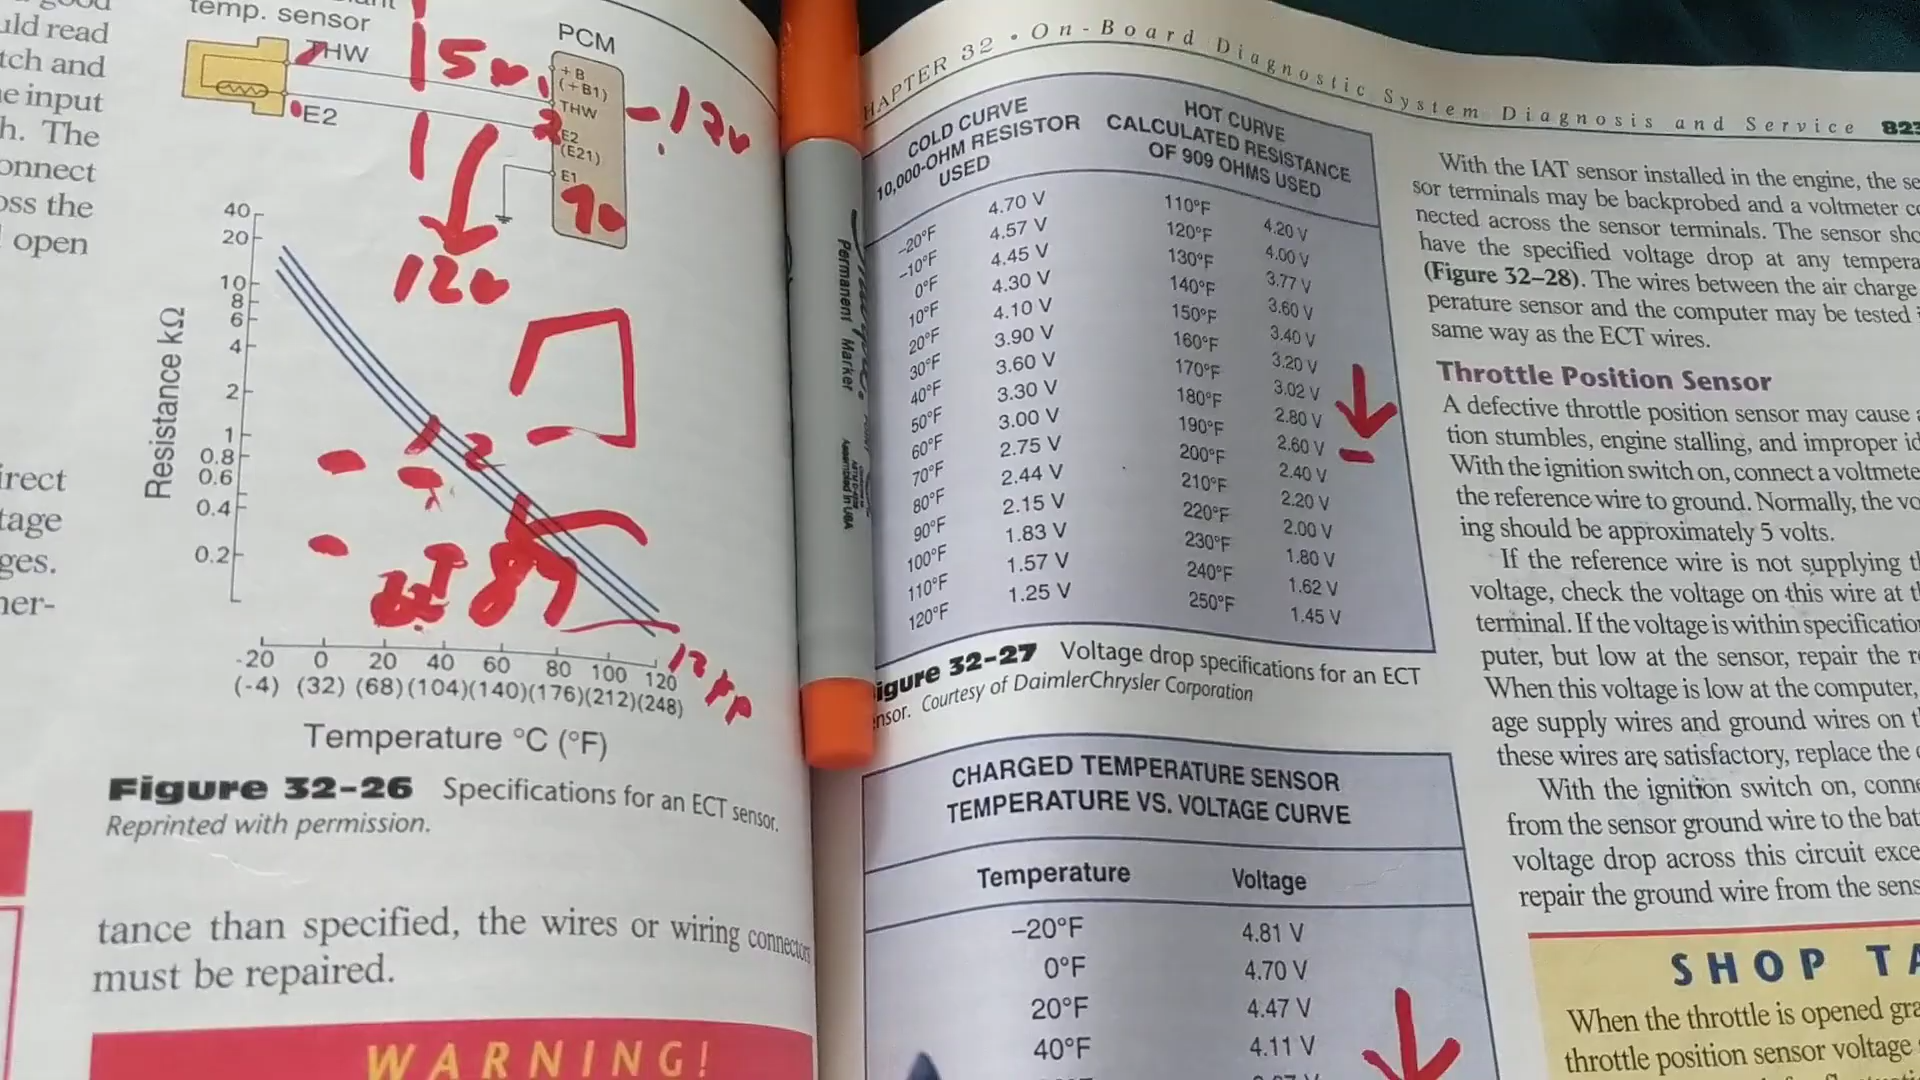 uld read
tch and
e input
h. The
onnect
oss the
open
irect
tage
ges.
ner-
temp. sensor
THW
E2
PCM
+B
(+B1)
THW
E2
(E21)
E1
5v
-12v
12v
Resistance kΩ
40
20
10
8
6
4
2
1
0.8
0.6
0.4
0.2
-20 0 20 40 60 80 100 120
(-4) (32) (68) (104) (140) (176) (212) (248)
Temperature °C (°F)
Figure 32-26 Specifications for an ECT sensor.
Reprinted with permission.
tance than specified, the wires or wiring connectors
must be repaired.
WARNING!
Permanent Marker
HAPTER 32 • On-Board Diagnostic System Diagnosis and Service 823
COLD CURVE
10,000-OHM RESISTOR
USED
HOT CURVE
CALCULATED RESISTANCE
OF 909 OHMS USED
-20°F 4.70 V 110°F 4.20 V
-10°F 4.57 V 120°F 4.00 V
0°F 4.45 V 130°F 3.77 V
10°F 4.30 V 140°F 3.60 V
20°F 4.10 V 150°F 3.40 V
30°F 3.90 V 160°F 3.20 V
40°F 3.60 V 170°F 3.02 V
50°F 3.30 V 180°F 2.80 V
60°F 3.00 V 190°F 2.60 V
70°F 2.75 V 200°F 2.40 V
80°F 2.44 V 210°F 2.20 V
90°F 2.15 V 220°F 2.00 V
100°F 1.83 V 230°F 1.80 V
110°F 1.57 V 240°F 1.62 V
120°F 1.25 V 250°F 1.45 V
igure 32-27 Voltage drop specifications for an ECT
ensor. Courtesy of DaimlerChrysler Corporation
CHARGED TEMPERATURE SENSOR
TEMPERATURE VS. VOLTAGE CURVE
Temperature Voltage
-20°F 4.81 V
0°F 4.70 V
20°F 4.47 V
40°F 4.11 V
With the IAT sensor installed in the engine, the se
sor terminals may be backprobed and a voltmeter co
nected across the sensor terminals. The sensor sho
have the specified voltage drop at any tempera
(Figure 32-28). The wires between the air charge
perature sensor and the computer may be tested i
same way as the ECT wires.
Throttle Position Sensor
A defective throttle position sensor may cause a
tion stumbles, engine stalling, and improper id
With the ignition switch on, connect a voltmete
the reference wire to ground. Normally, the vo
ing should be approximately 5 volts.
If the reference wire is not supplying th
voltage, check the voltage on this wire at th
terminal. If the voltage is within specification
puter, but low at the sensor, repair the r
When this voltage is low at the computer,
age supply wires and ground wires on t
these wires are satisfactory, replace the c
With the ignition switch on, conne
from the sensor ground wire to the bat
voltage drop across this circuit exce
repair the ground wire from the sens
SHOP TA
When the throttle is opened gra
throttle position sensor voltage